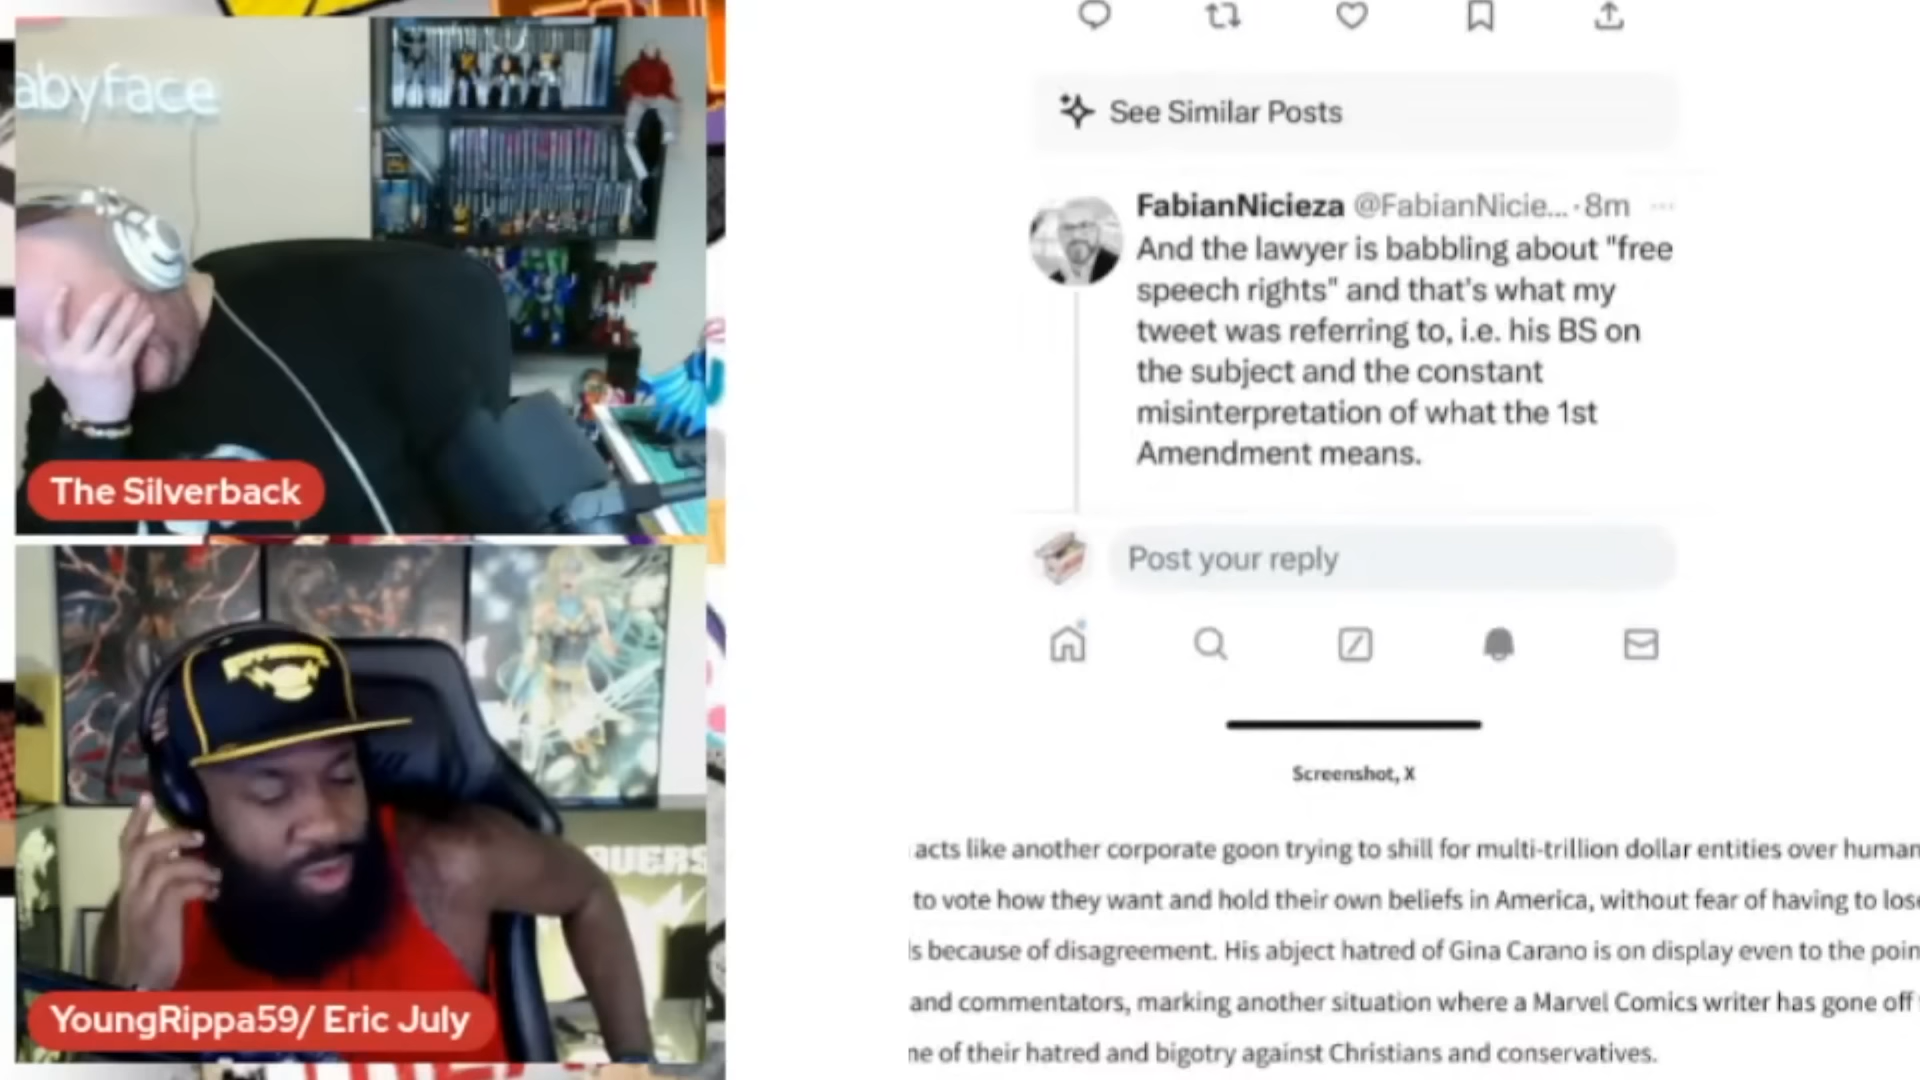 abyface
The Silverback
YoungRippa59/ Eric July
See Similar Posts
FabianNicieza @FabianNicie... · 8m
And the lawyer is babbling about "free
speech rights" and that's what my
tweet was referring to, i.e. his BS on
the subject and the constant
misinterpretation of what the 1st
Amendment means.
Post your reply
Screenshot, X
acts like another corporate goon trying to shill for multi-trillion dollar entities over human
to vote how they want and hold their own beliefs in America, without fear of having to lose
s because of disagreement. His abject hatred of Gina Carano is on display even to the poin
and commentators, marking another situation where a Marvel Comics writer has gone off
ne of their hatred and bigotry against Christians and conservatives.